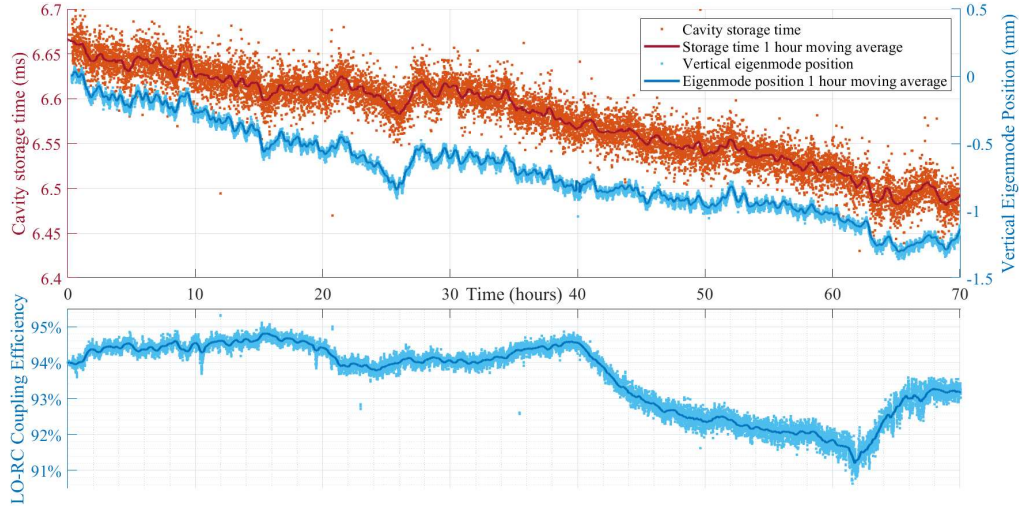 6.7
6.65
6.6
6.55
6.5
6.45
6.4
Cavity storage time (ms)
Cavity storage time
Storage time 1 hour moving average
Vertical eigenmode position
Eigenmode position 1 hour moving average
0.5
0
-0.5
-1
-1.5
Vertical Eigenmode Position (mm)
0 10 20 30 40 50 60 70
Time (hours)
95%
94%
93%
92%
91%
LO-RC Coupling Efficiency